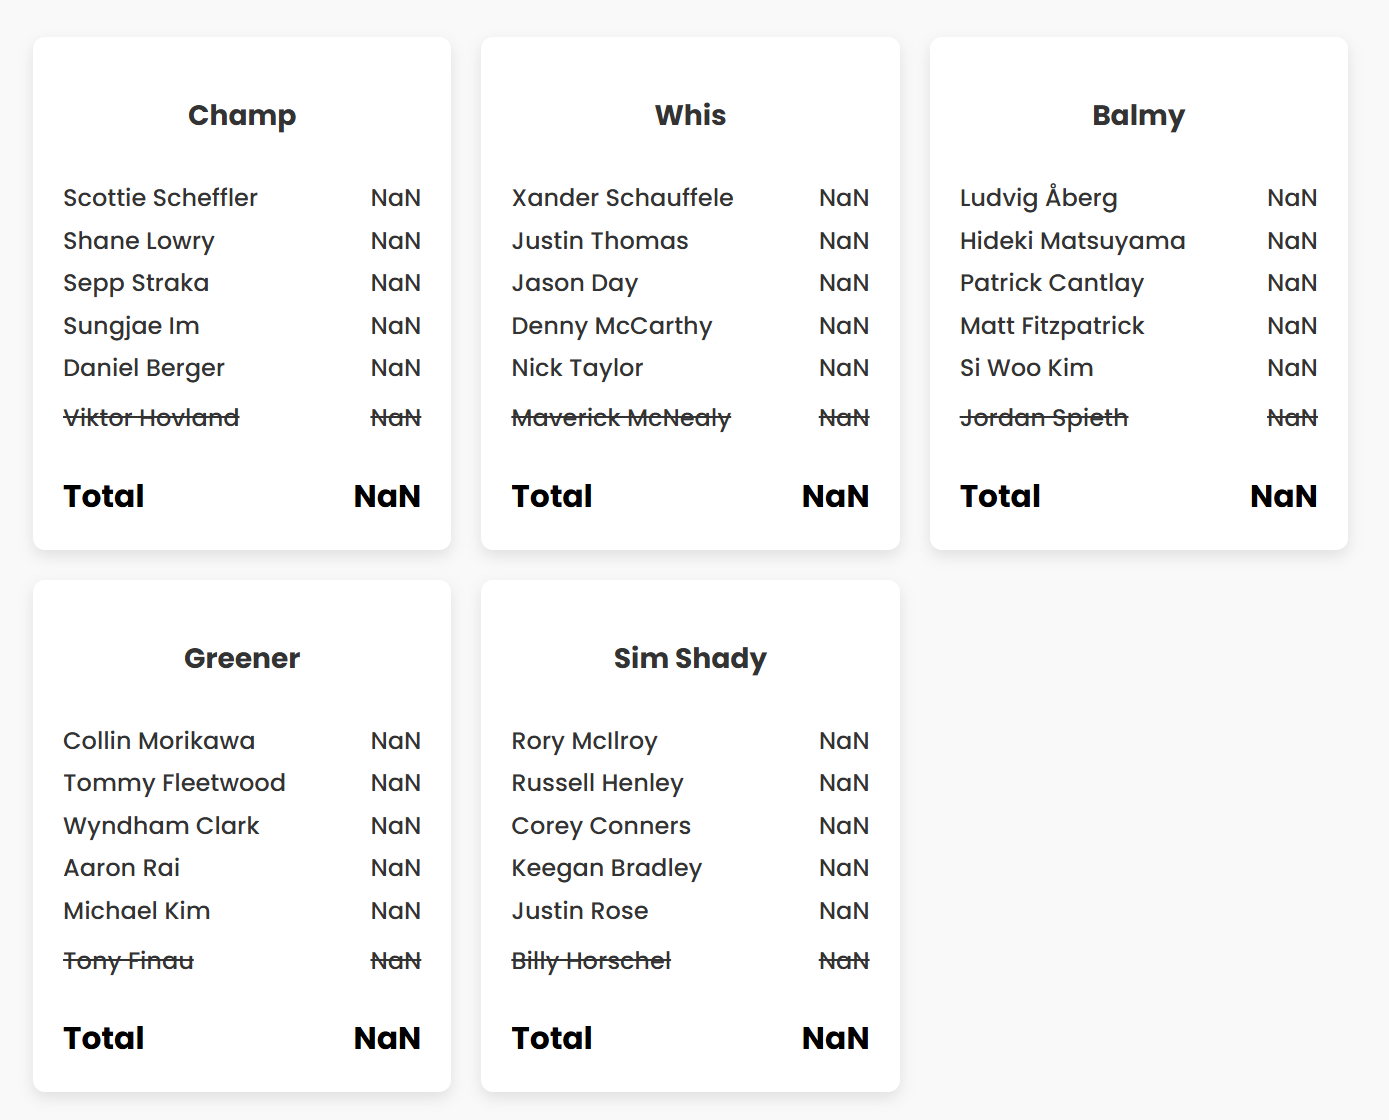 Champ
Scottie Scheffler NaN
Shane Lowry NaN
Sepp Straka NaN
Sungjae Im NaN
Daniel Berger NaN
Viktor Hovland NaN
Total NaN
Whis
Xander Schauffele NaN
Justin Thomas NaN
Jason Day NaN
Denny McCarthy NaN
Nick Taylor NaN
Maverick McNealy NaN
Total NaN
Balmy
Ludvig Åberg NaN
Hideki Matsuyama NaN
Patrick Cantlay NaN
Matt Fitzpatrick NaN
Si Woo Kim NaN
Jordan Spieth NaN
Total NaN
Greener
Collin Morikawa NaN
Tommy Fleetwood NaN
Wyndham Clark NaN
Aaron Rai NaN
Michael Kim NaN
Tony Finau NaN
Total NaN
Sim Shady
Rory McIlroy NaN
Russell Henley NaN
Corey Conners NaN
Keegan Bradley NaN
Justin Rose NaN
Billy Horschel NaN
Total NaN